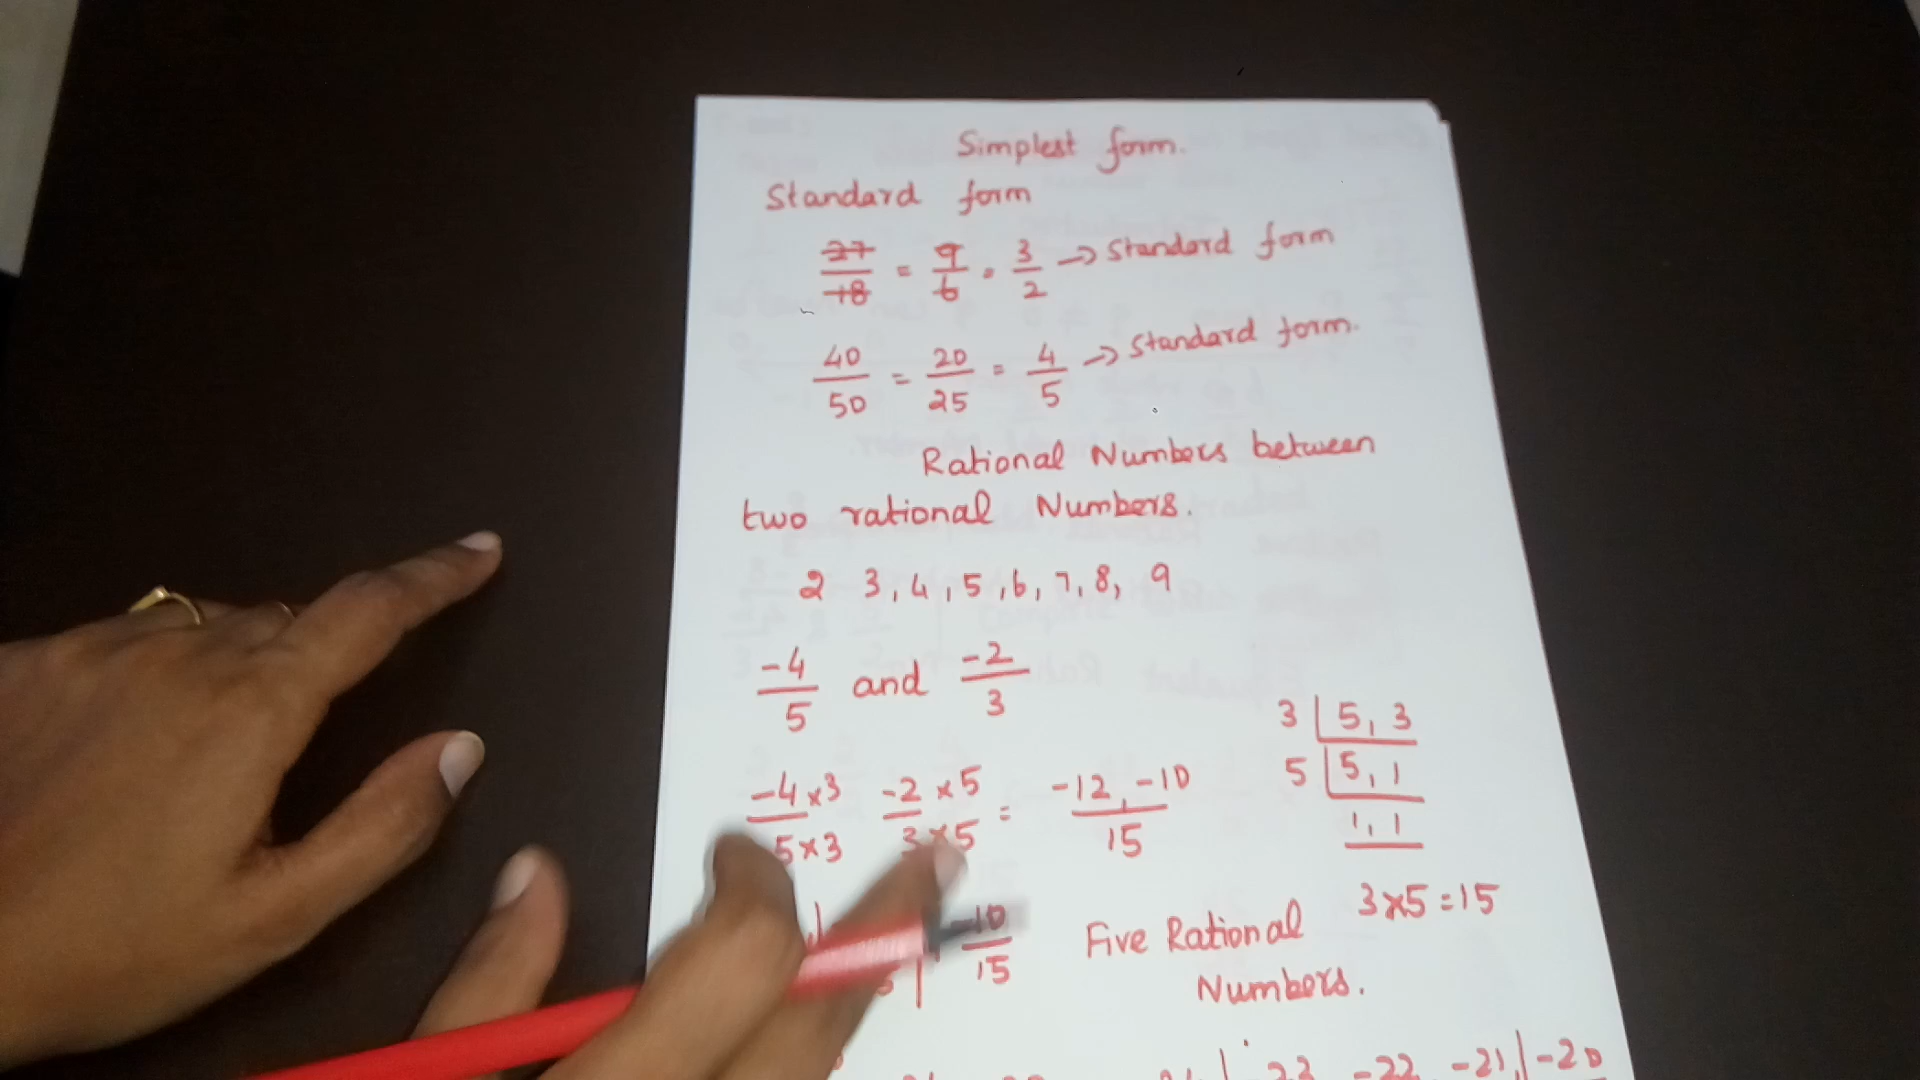 Simplest form.
Standard form
27/18 = 9/6 = 3/2 → Standard form
40/50 = 20/25 = 4/5 → Standard form.
Rational Numbers between
two rational Numbers.
2 3, 4, 5, 6, 7, 8, 9
-4/5 and -2/3
3 | 5, 3
5 | 5, 1
1, 1
-4×3/5×3 -2×5/3×5 = -12, -10/15
3×5=15
-10/15 Five Rational
Numbers.
-22 -21, | -20